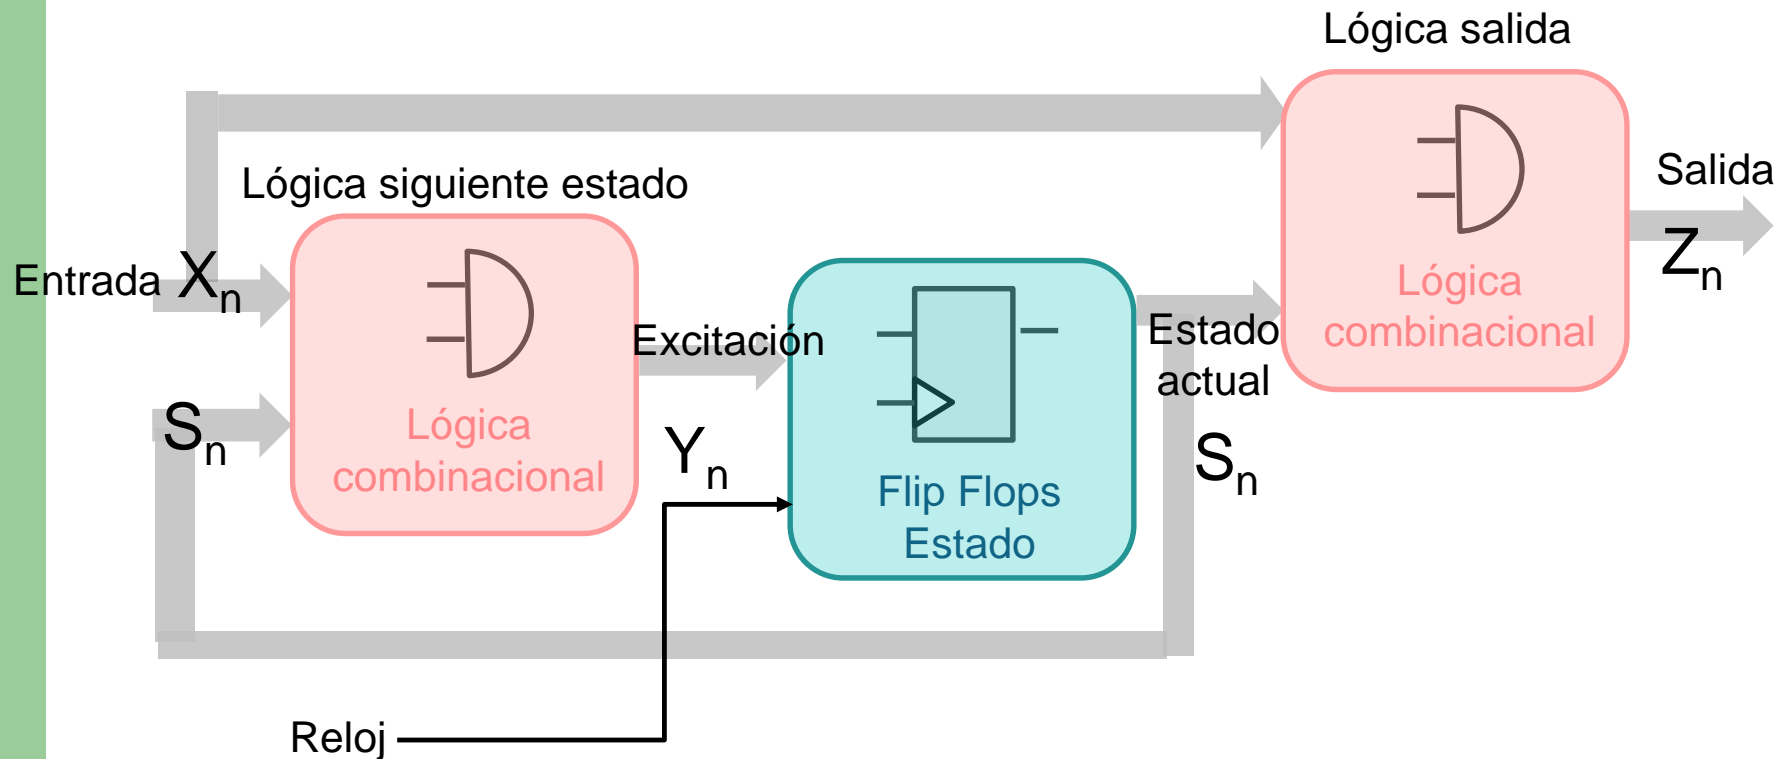 Lógica salida
Lógica siguiente estado
Salida
Entrada Xn
Zn
Lógica
combinacional
Excitación
Estado
actual
Sn
Lógica
combinacional
Yn
Sn
Flip Flops
Estado
Reloj